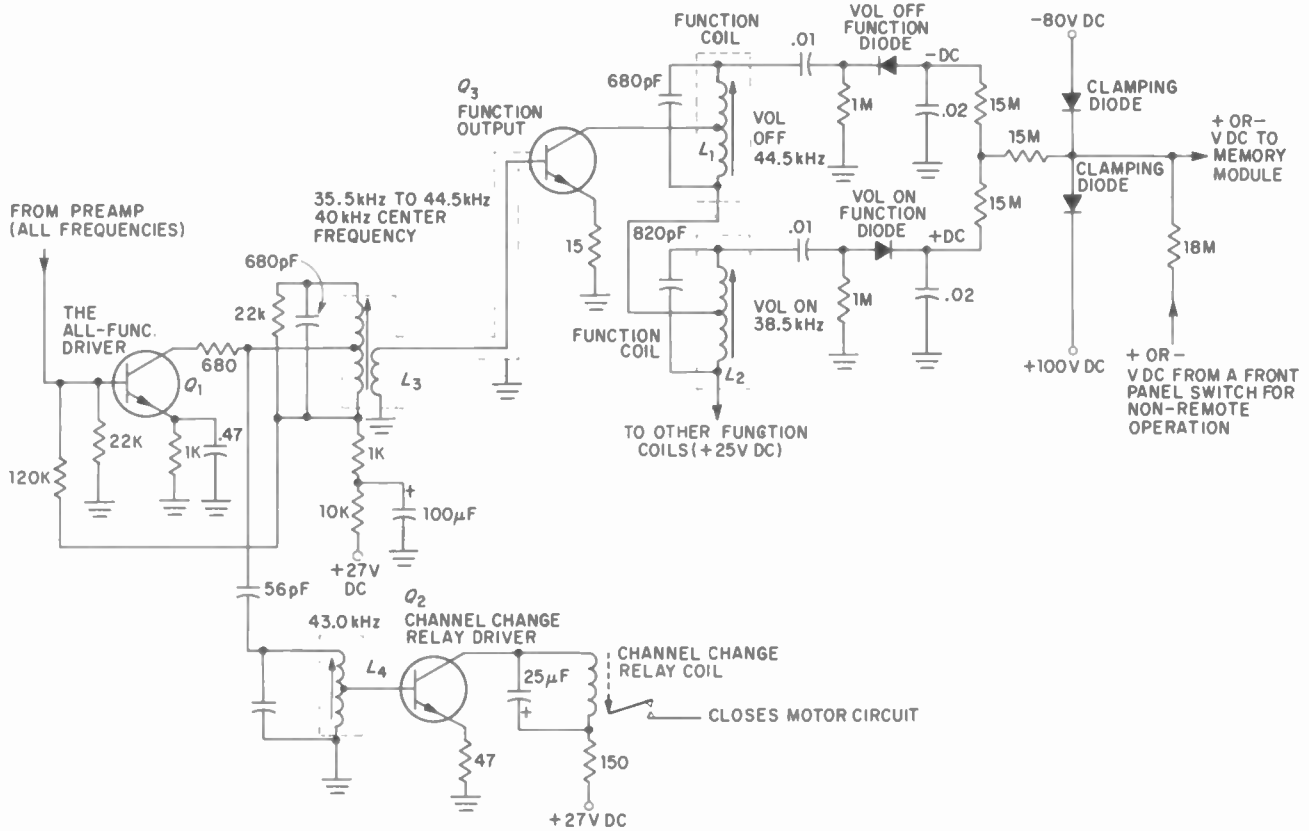 FUNCTION
COIL
.01
VOL OFF
FUNCTION
DIODE
-DC
-80V DC
Q3
FUNCTION
OUTPUT
680pF
1M
.02
15M
CLAMPING
DIODE
VOL
OFF
44.5kHz
L1
15M
+ OR-
V DC TO
MEMORY
MODULE
CLAMPING
DIODE
35.5kHz TO 44.5kHz
40kHz CENTER
FREQUENCY
FROM PREAMP
(ALL FREQUENCIES)
15
820pF
.01
VOL ON
FUNCTION
DIODE
+DC
15M
18M
680pF
22k
THE
ALL-FUNC.
DRIVER
680
Q1
L3
FUNCTION
COIL
VOL ON
38.5kHz
L2
1M
.02
+100V DC
+ OR-
V DC FROM A FRONT
PANEL SWITCH FOR
NON-REMOTE
OPERATION
120K
22K
1K
.47
1K
10K
+
100µF
+27V
DC
TO OTHER FUNCTION
COILS (+25V DC)
56pF
43.0kHz
L4
Q2
CHANNEL CHANGE
RELAY DRIVER
25µF
+
CHANNEL CHANGE
RELAY COIL
CLOSES MOTOR CIRCUIT
47
150
+27V DC